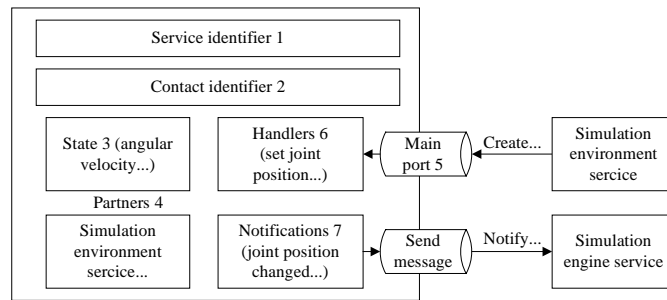 Service identifier 1
Contact identifier 2
State 3 (angular
velocity...)
Handlers 6
(set joint
position...)
Main
port 5
Create...
Simulation
environment
sercice
Partners 4
Simulation
environment
sercice...
Notifications 7
(joint position
changed...)
Send
message
Notify...
Simulation
engine service